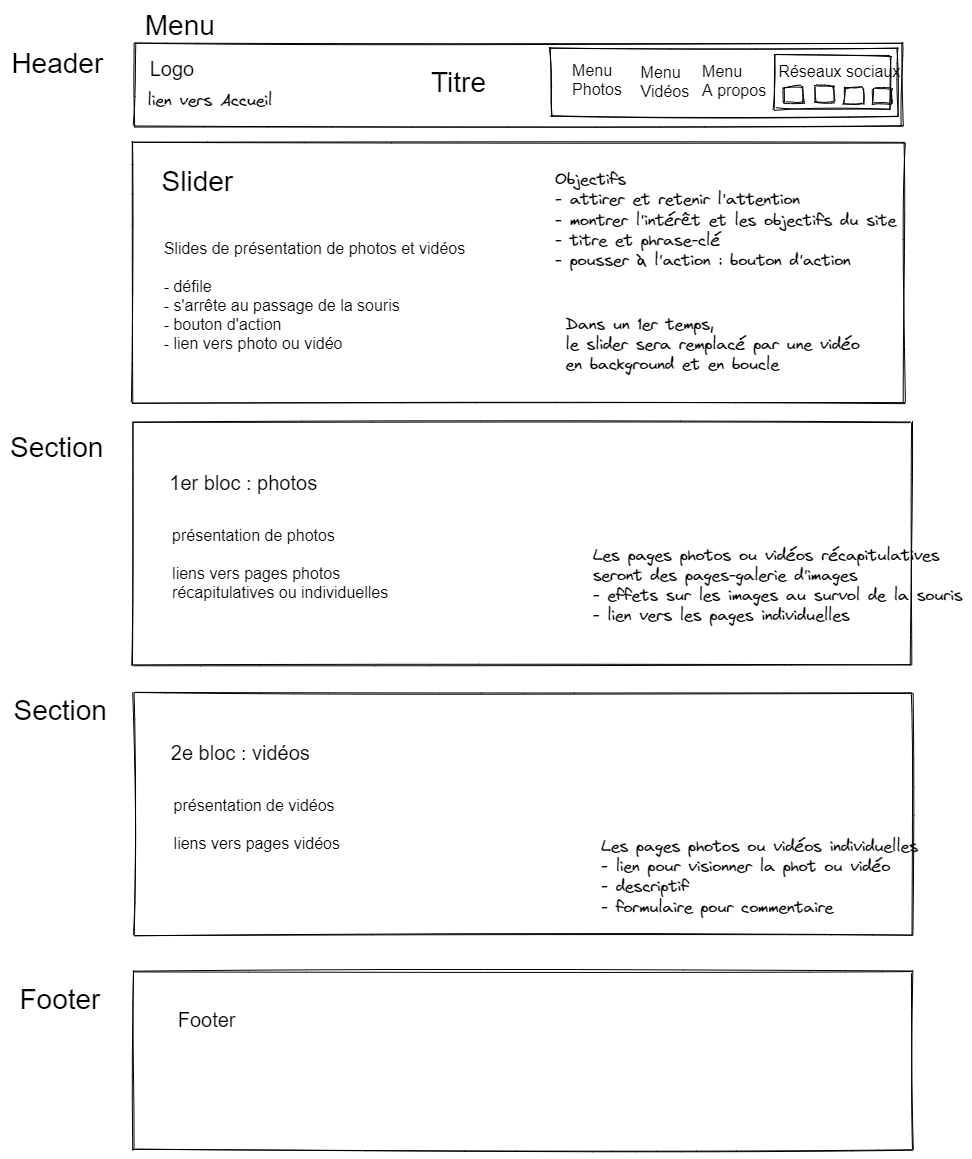 Menu
Header
Logo
lien vers Accueil
Titre
Menu
Photos
Menu
Vidéos
Menu
A propos
Réseaux sociaux
Slider
Slides de présentation de photos et vidéos
- défile
- s'arrête au passage de la souris
- bouton d'action
- lien vers photo ou vidéo
Objectifs
- attirer et retenir l'attention
- montrer l'intérêt et les objectifs du site
- titre et phrase-clé
- pousser à l'action : bouton d'action
Dans un 1er temps,
le slider sera remplacé par une vidéo
en background et en boucle
Section
1er bloc : photos
présentation de photos
liens vers pages photos
récapitulatives ou individuelles
Les pages photos ou vidéos récapitulatives
seront des pages-galerie d'images
- effets sur les images au survol de la souris
- lien vers les pages individuelles
Section
2e bloc : vidéos
présentation de vidéos
liens vers pages vidéos
Les pages photos ou vidéos individuelles
- lien pour visionner la phot ou vidéo
- descriptif
- formulaire pour commentaire
Footer
Footer